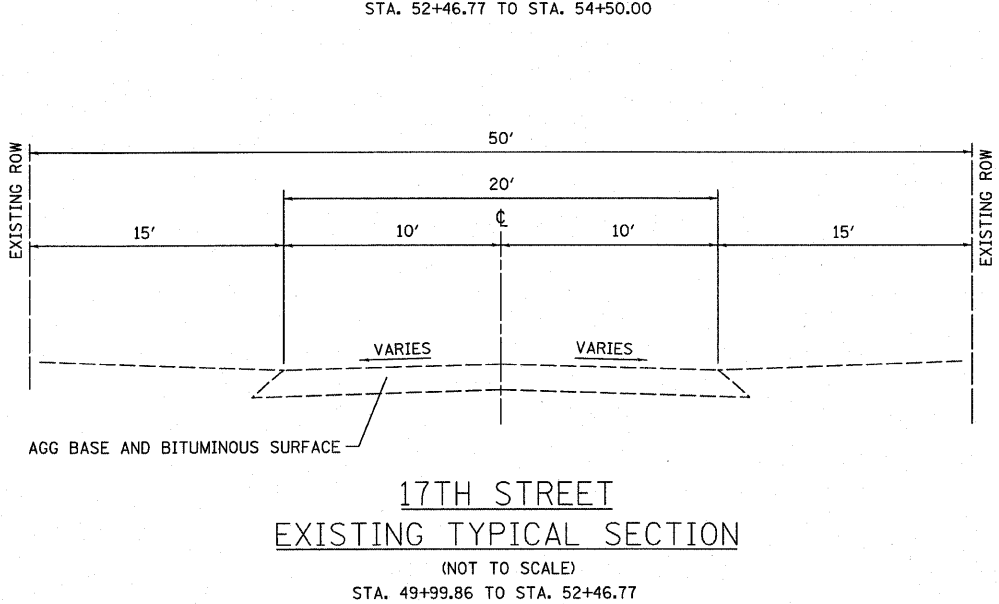 STA. 52+46.77 TO STA. 54+50.00
50'
EXISTING ROW
EXISTING ROW
20'
℄
15'
10'
10'
15'
VARIES
VARIES
AGG BASE AND BITUMINOUS SURFACE
17TH STREET
EXISTING TYPICAL SECTION
(NOT TO SCALE)
STA. 49+99.86 TO STA. 52+46.77